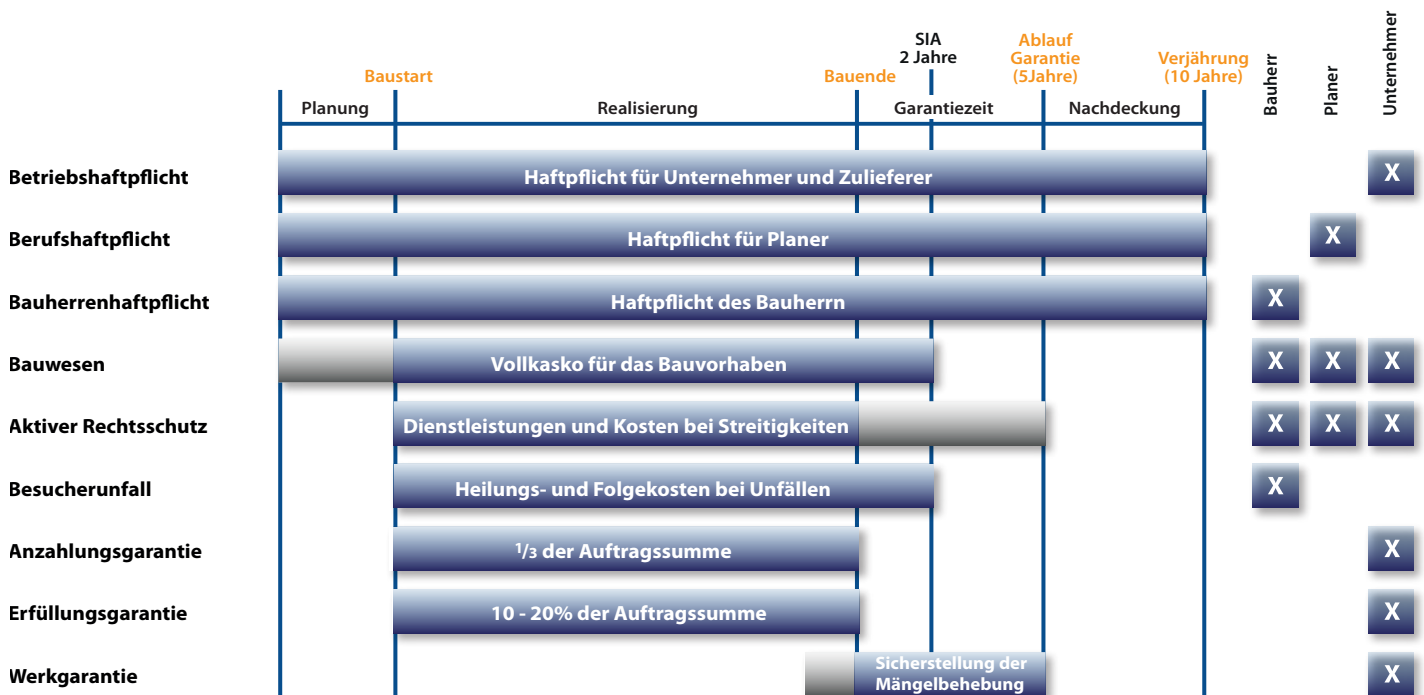 SIA
2 Jahre
Ablauf
Garantie
(5Jahre)
Verjährung
(10 Jahre)
Baustart
Bauende
Bauherr
Planer
Unternehmer
Planung
Realisierung
Garantiezeit
Nachdeckung
Betriebshaftpflicht
Haftpflicht für Unternehmer und Zulieferer
X
Berufshaftpflicht
Haftpflicht für Planer
X
Bauherrenhaftpflicht
Haftpflicht des Bauherrn
X
Bauwesen
Vollkasko für das Bauvorhaben
X X X
Aktiver Rechtsschutz
Dienstleistungen und Kosten bei Streitigkeiten
X X X
Besucherunfall
Heilungs- und Folgekosten bei Unfällen
X
Anzahlungsgarantie
1/3 der Auftragssumme
X
Erfüllungsgarantie
10 - 20% der Auftragssumme
X
Werkgarantie
Sicherstellung der
Mängelbehebung
X